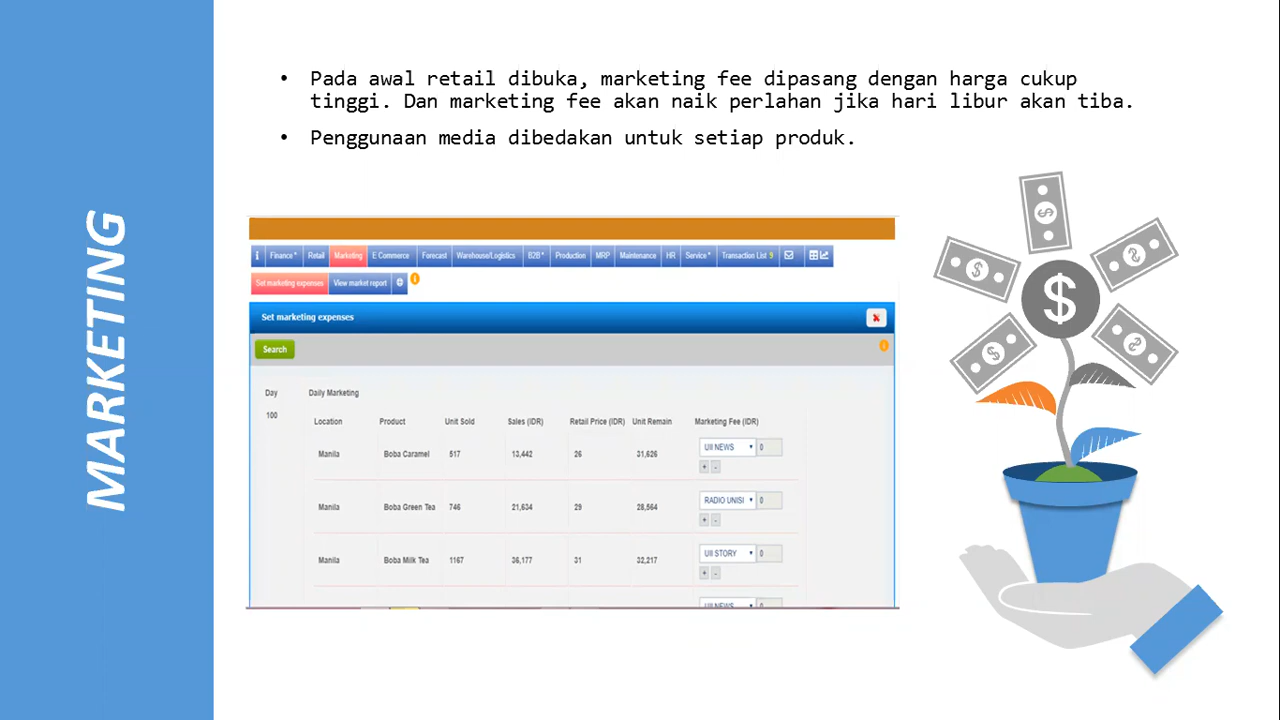 MARKETING
• Pada awal retail dibuka, marketing fee dipasang dengan harga cukup
tinggi. Dan marketing fee akan naik perlahan jika hari libur akan tiba.
• Penggunaan media dibedakan untuk setiap produk.
i Finance* Retail Marketing E Commerce Forecast Warehouse/Logistics B2B* Production MRP Maintenance HR Service* Transaction List 9
Set marketing expenses View market report
Set marketing expenses
Search
Day Daily Marketing
100
Location Product Unit Sold Sales (IDR) Retail Price (IDR) Unit Remain Marketing Fee (IDR)
Manila Boba Caramel 517 13,442 26 31,626 UII NEWS 0
+ -
Manila Boba Green Tea 746 21,634 29 28,564 RADIO UNISI 0
+ -
Manila Boba Milk Tea 1167 36,177 31 32,217 UII STORY 0
+ -
UII NEWS 0